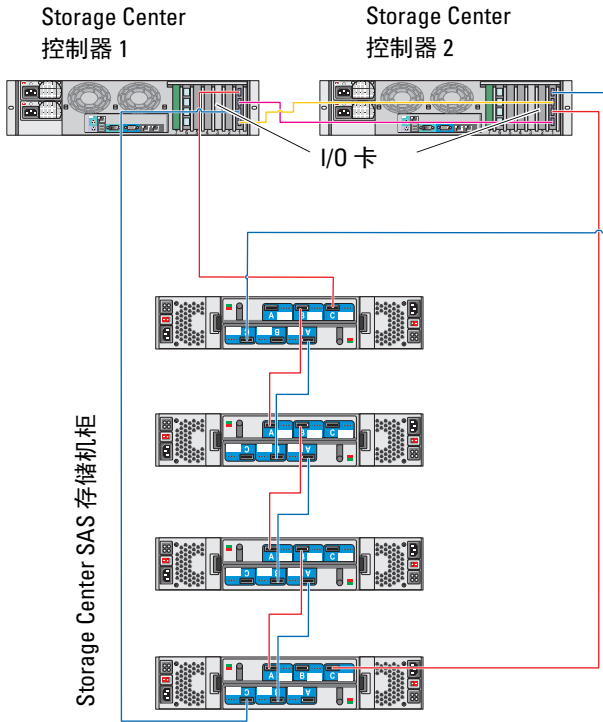 Storage Center
控制器 1
Storage Center
控制器 2
I/O 卡
A B C
C B A
A B C
C B A
A B C
C B A
A B C
C B A
Storage Center SAS 存储机柜